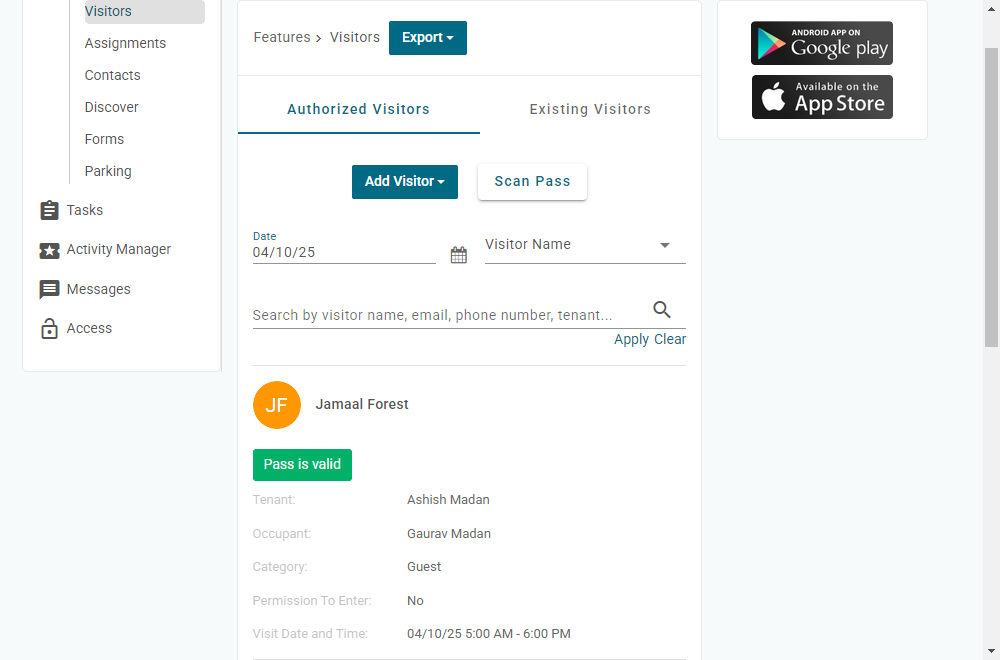 Visitors
Assignments
Contacts
Discover
Forms
Parking
Tasks
Activity Manager
Messages
Access
Features > Visitors Export
Authorized Visitors Existing Visitors
Add Visitor Scan Pass
Date
04/10/25
Visitor Name
Search by visitor name, email, phone number, tenant...
Apply Clear
JF Jamaal Forest
Pass is valid
Tenant: Ashish Madan
Occupant: Gaurav Madan
Category: Guest
Permission To Enter: No
Visit Date and Time: 04/10/25 5:00 AM - 6:00 PM
ANDROID APP ON
Google play
Available on the
App Store